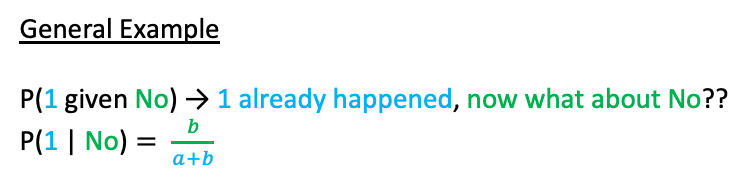 General Example
P(1 given No) → 1 already happened, now what about No??
P(1 | No) = b/a+b